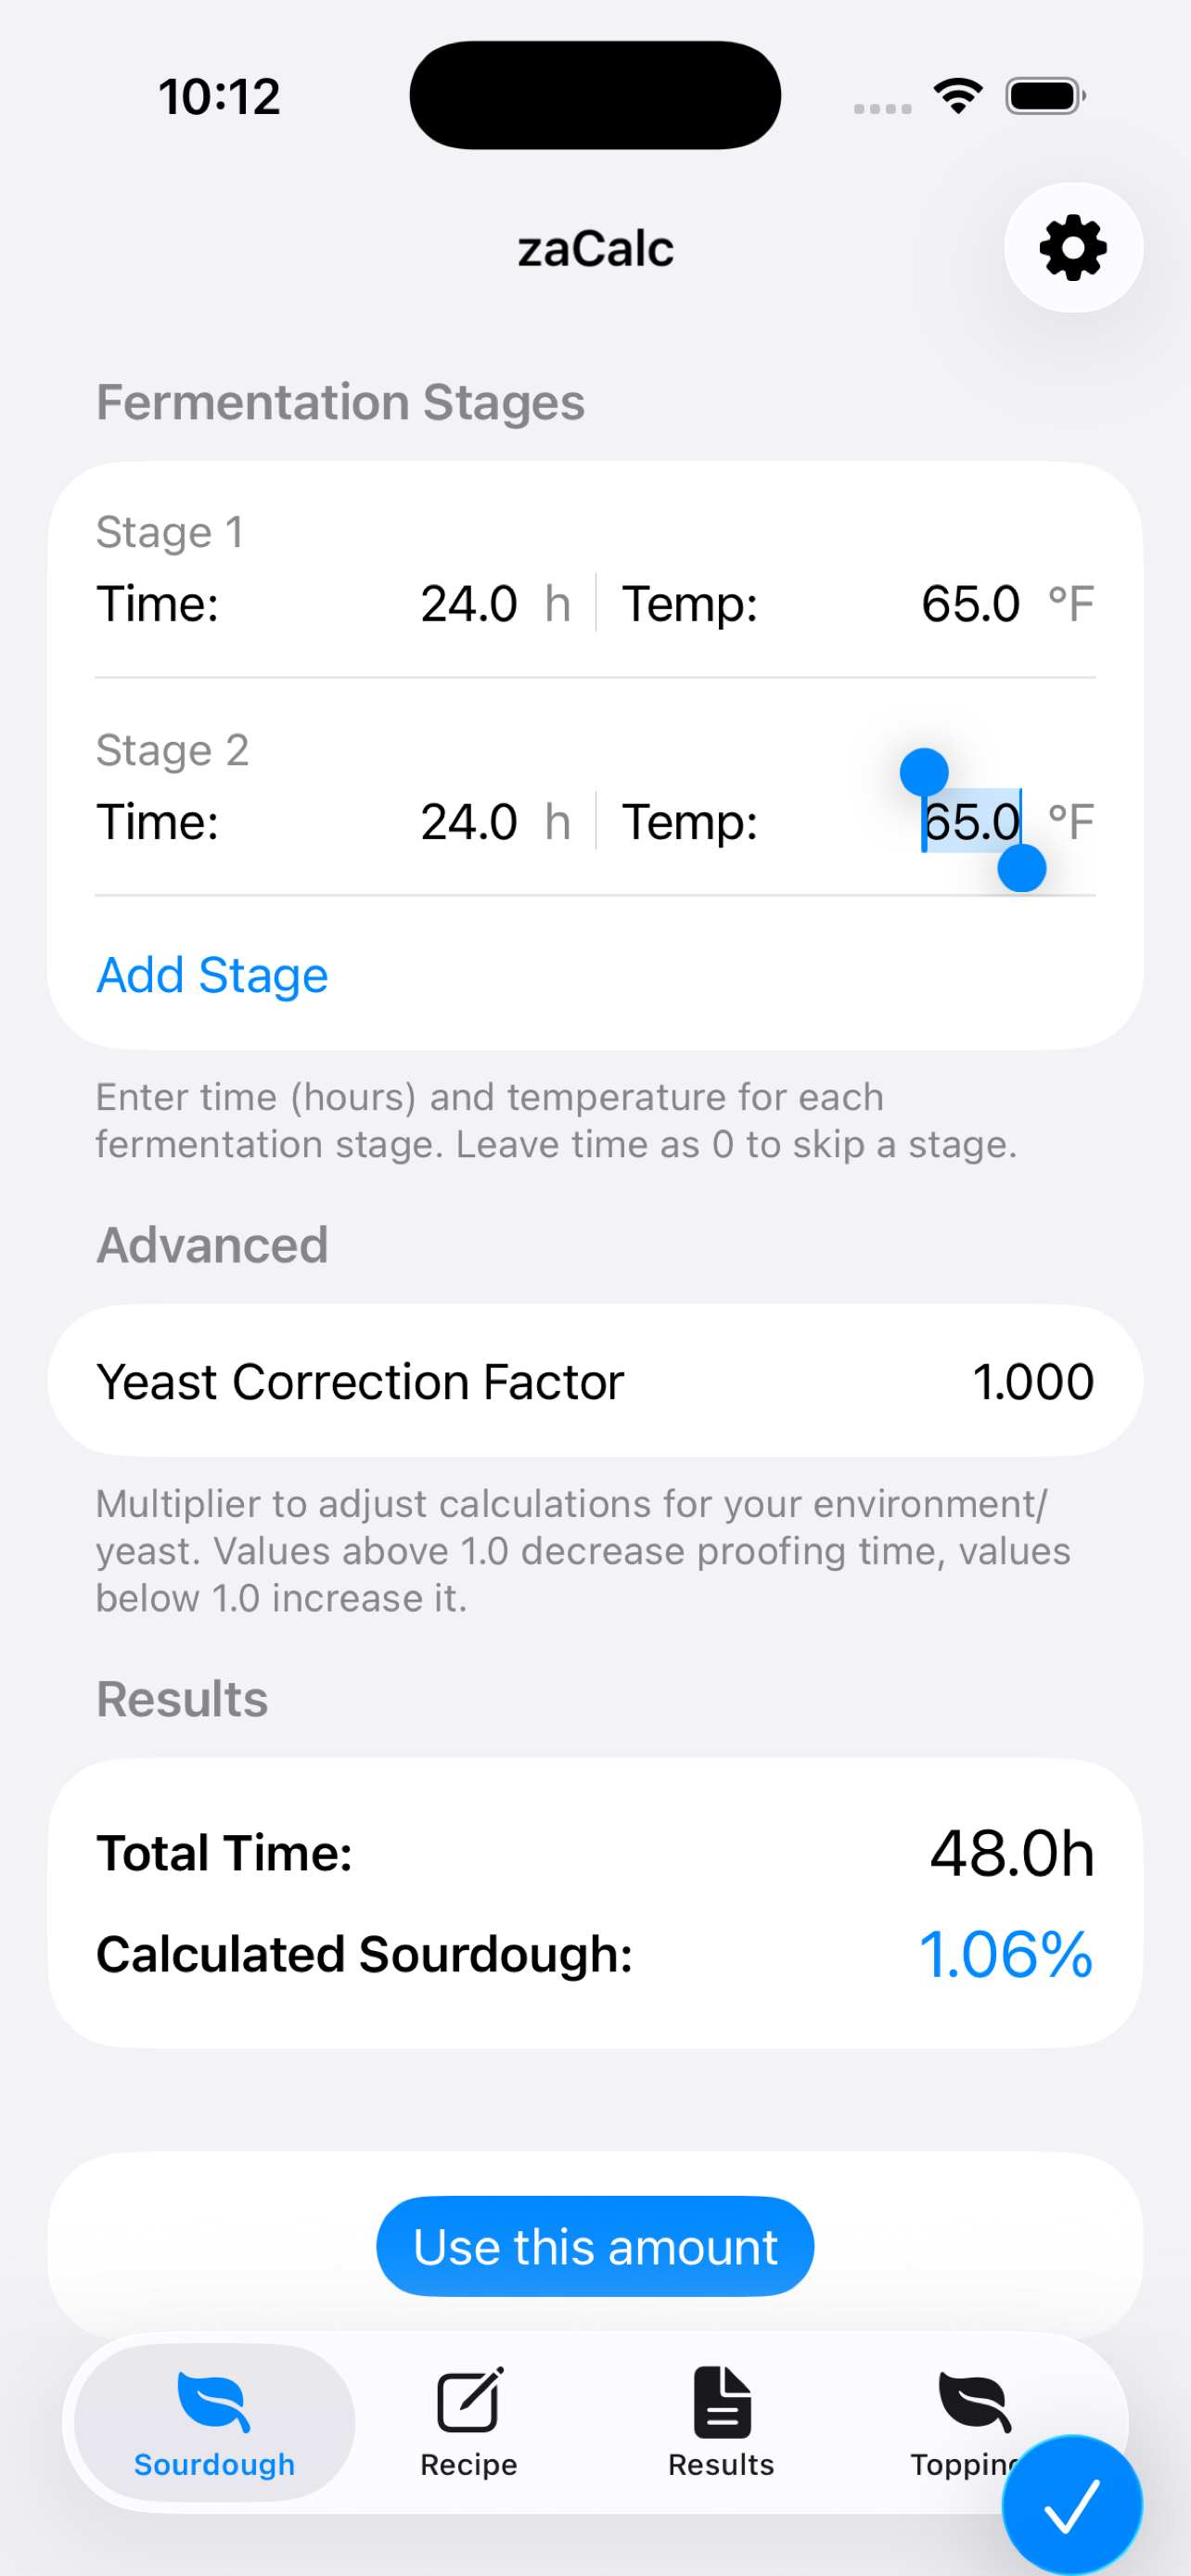 10:12
zaCalc
Fermentation Stages
Stage 1
Time: 24.0 h Temp: 65.0 °F
Stage 2
Time: 24.0 h Temp: 65.0 °F
Add Stage
Enter time (hours) and temperature for each
fermentation stage. Leave time as 0 to skip a stage.
Advanced
Yeast Correction Factor 1.000
Multiplier to adjust calculations for your environment/
yeast. Values above 1.0 decrease proofing time, values
below 1.0 increase it.
Results
Total Time: 48.0h
Calculated Sourdough: 1.06%
Use this amount
Sourdough Recipe Results